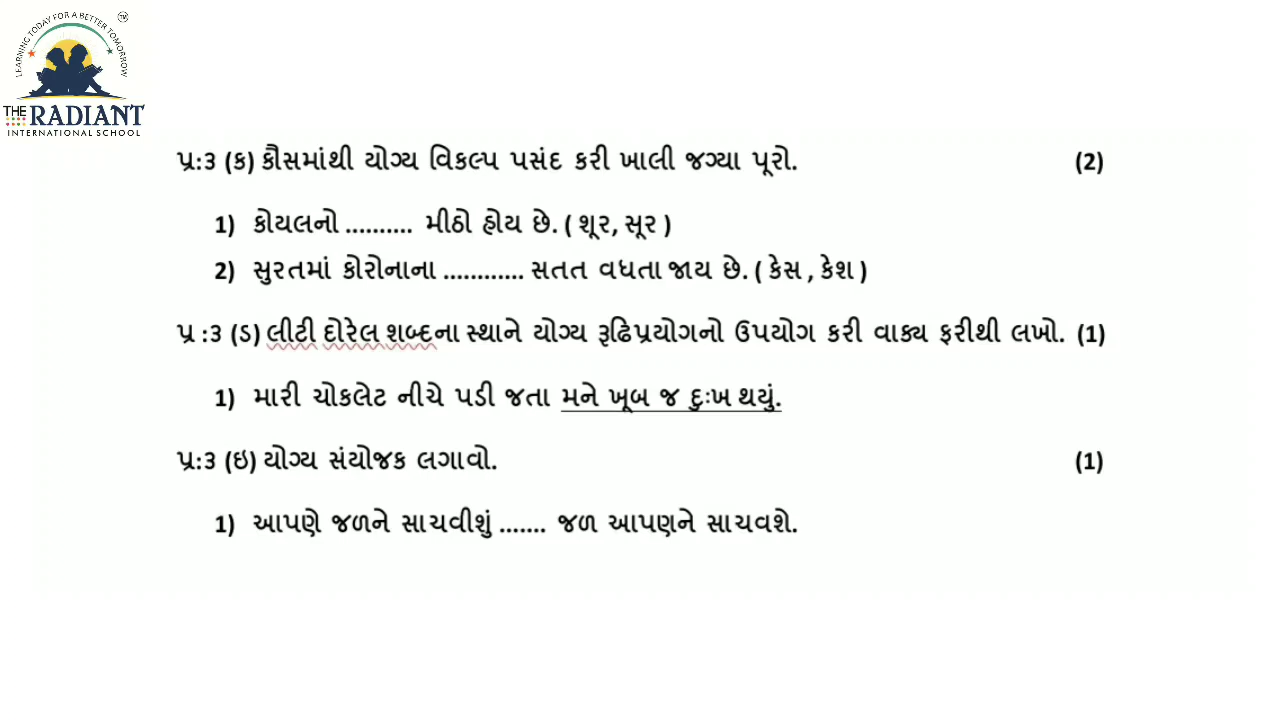 LEARNING TODAY FOR A BETTER TOMORROW
TM
THE RADIANT
INTERNATIONAL SCHOOL
પ્ર:૩ (ક) કૌસમાંથી યોગ્ય વિકલ્પ પસંદ કરી ખાલી જગ્યા પૂરો. (2)
1) કોયલનો .......... મીઠો હોય છે. ( શૂર, સૂર )
2) સુરતમાં કોરોનાના ............ સતત વધતા જાય છે. ( કેસ , કેશ )
પ્ર :૩ (ડ) લીટી દોરેલ શબ્દના સ્થાને યોગ્ય રૂઢિપ્રયોગનો ઉપયોગ કરી વાક્ય ફરીથી લખો. (1)
1) મારી ચોકલેટ નીચે પડી જતા મને ખૂબ જ દુઃખ થયું.
પ્ર:૩ (ઇ) યોગ્ય સંયોજક લગાવો. (1)
1) આપણે જળને સાચવીશું ....... જળ આપણને સાચવશે.